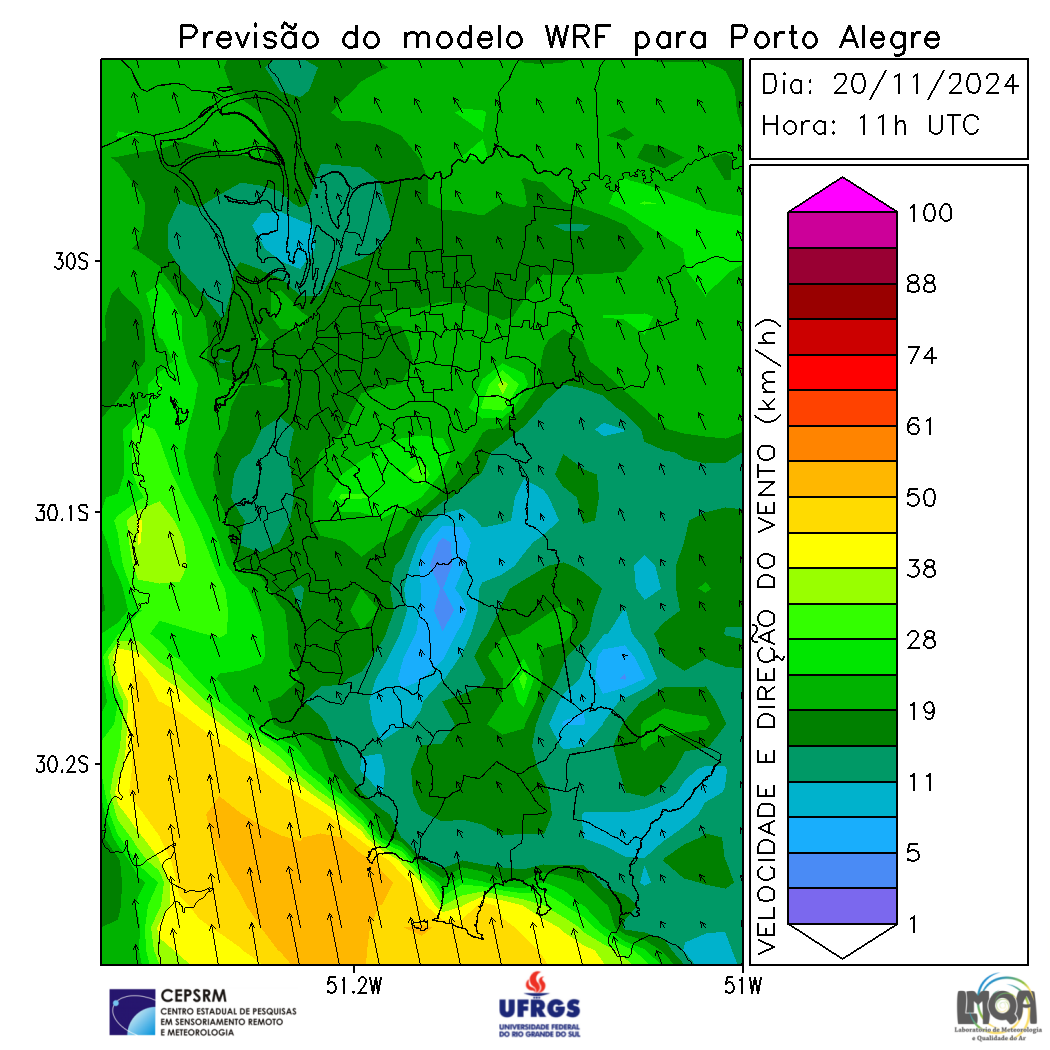 Previsão do modelo WRF para Porto Alegre
Dia: 20/11/2024
Hora: 11h UTC
30S
30.1S
30.2S
51.2W
51W
VELOCIDADE E DIREÇÃO DO VENTO (km/h)
100
88
74
61
50
38
28
19
11
5
1
CEPSRM
CENTRO ESTADUAL DE PESQUISAS
EM SENSORIAMENTO REMOTO
E METEOROLOGIA
UFRGS
UNIVERSIDADE FEDERAL
DO RIO GRANDE DO SUL
LMQA
Laboratório de Meteorologia
e Qualidade do Ar